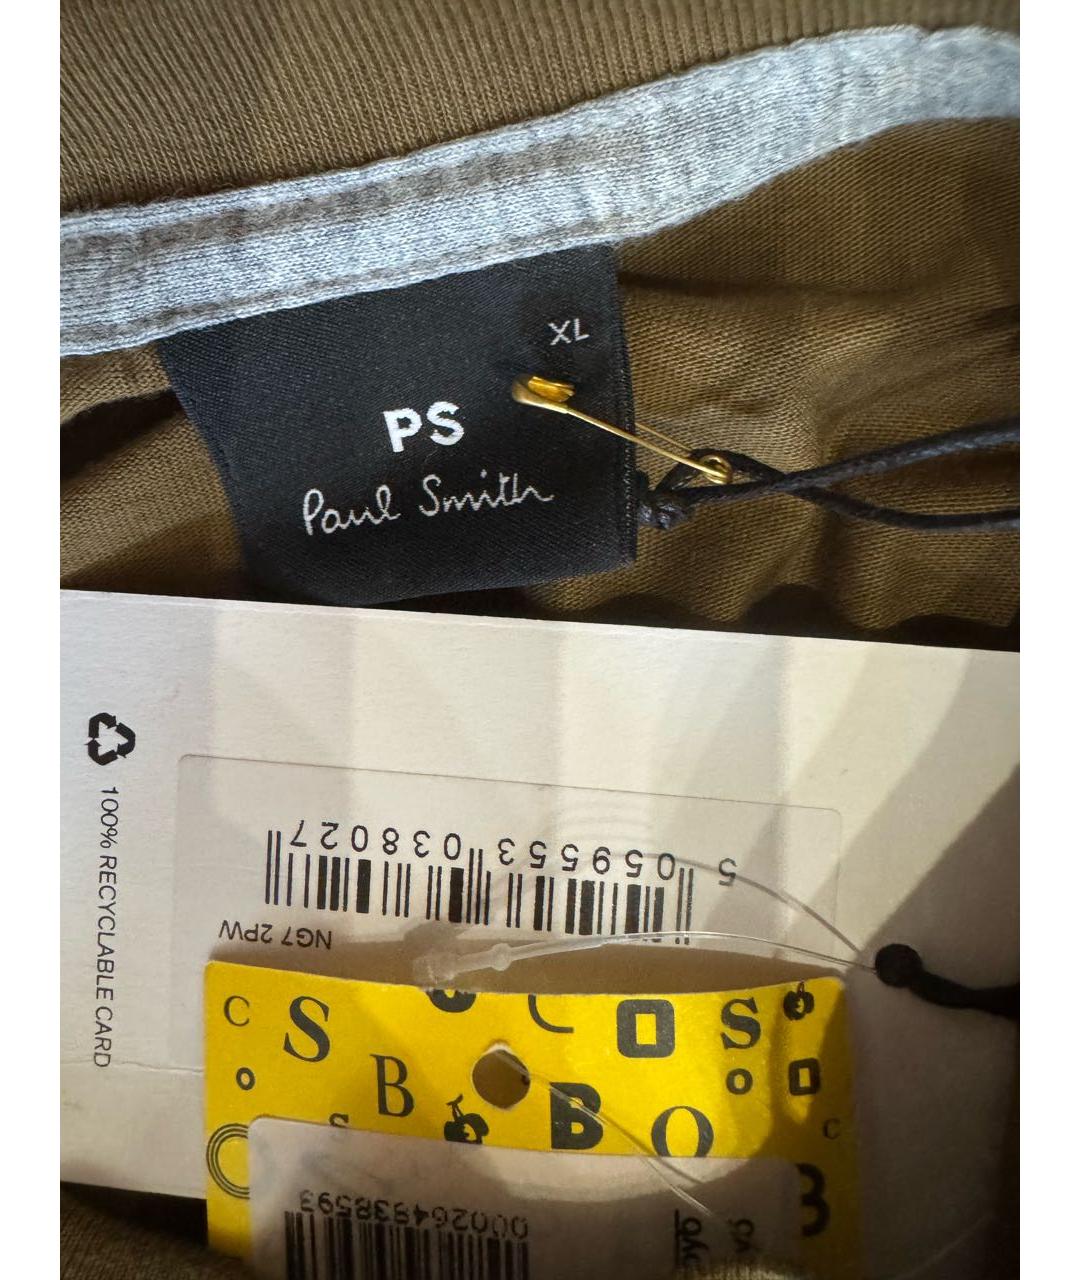 XL
PS
Paul Smith
100% RECYCLABLE CARD
5 059553 038027
NG7 2PW
C S S
B B O
S C
000264938593